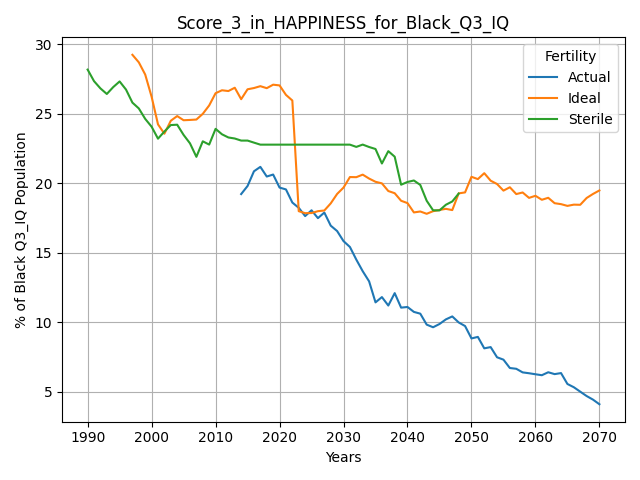 Score_3_in_HAPPINESS_for_Black_Q3_IQ
Fertility
Actual
Ideal
Sterile
% of Black Q3_IQ Population
30
25
20
15
10
5
1990 2000 2010 2020 2030 2040 2050 2060 2070
Years